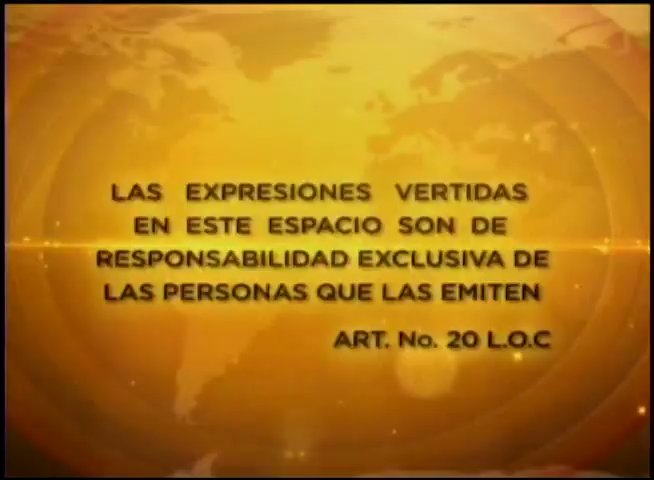 LAS EXPRESIONES VERTIDAS
EN ESTE ESPACIO SON DE
RESPONSABILIDAD EXCLUSIVA DE
LAS PERSONAS QUE LAS EMITEN
ART. No. 20 L.O.C